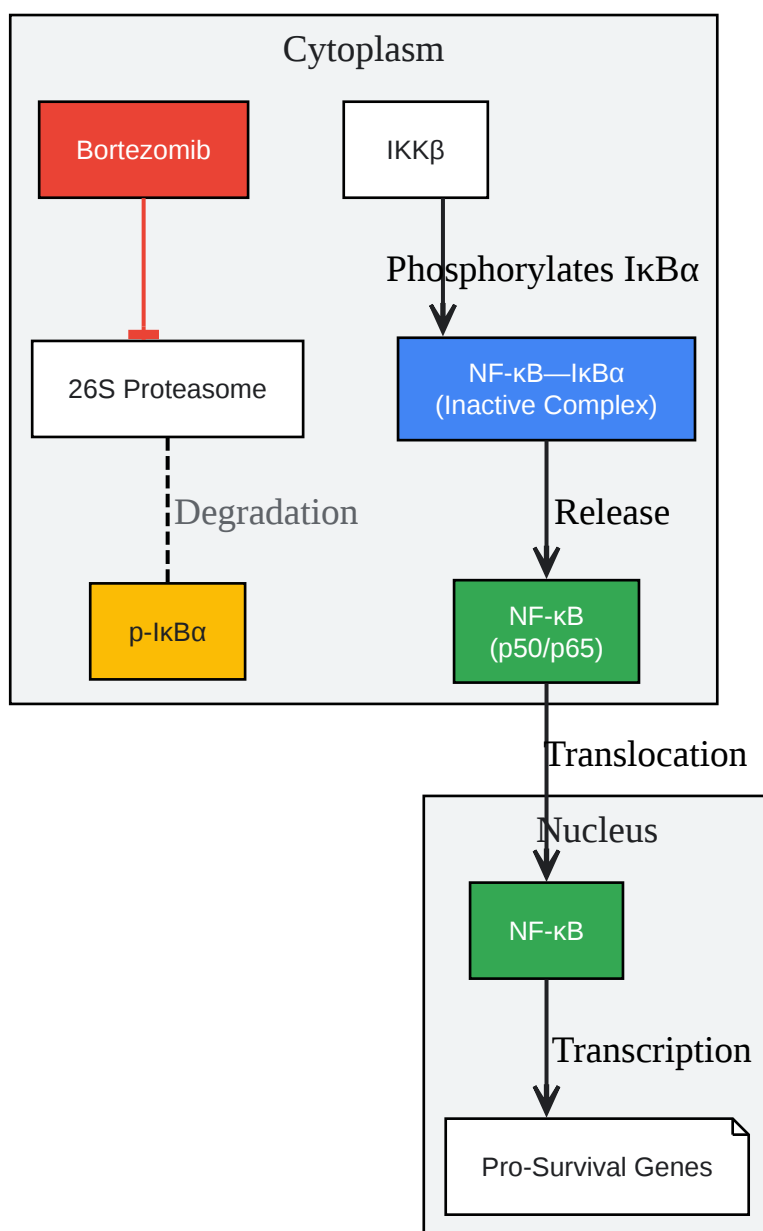 Cytoplasm
Bortezomib
IKKβ
Phosphorylates IκBα
26S Proteasome
NF-κB—IκBα
(Inactive Complex)
Degradation
Release
p-IκBα
NF-κB
(p50/p65)
Translocation
Nucleus
NF-κB
Transcription
Pro-Survival Genes